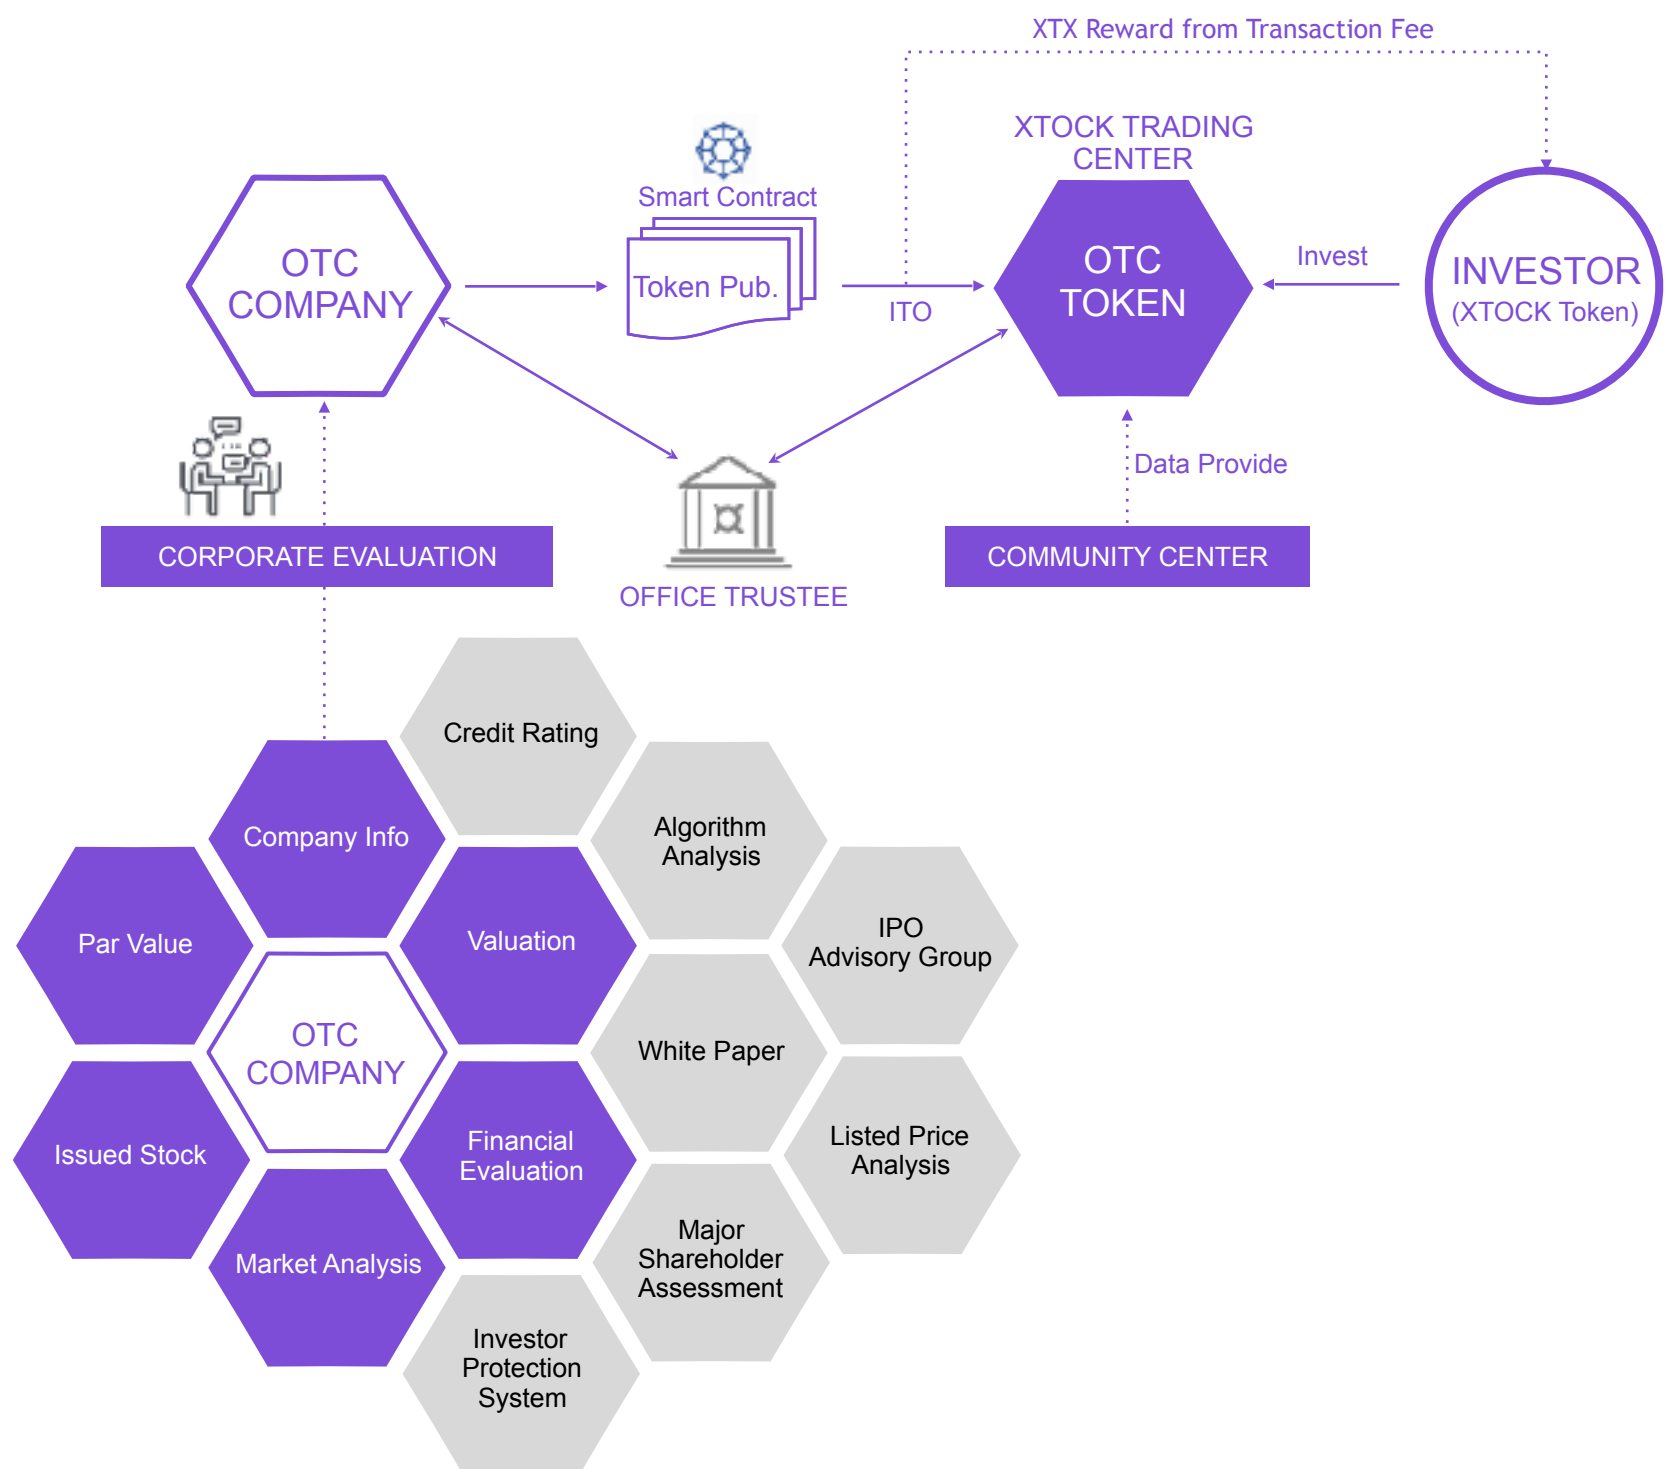 XTX Reward from Transaction Fee
XTOCK TRADING
CENTER
Smart Contract
OTC
COMPANY
Token Pub.
ITO
OTC
TOKEN
Invest
INVESTOR
(XTOCK Token)
Data Provide
CORPORATE EVALUATION
OFFICE TRUSTEE
COMMUNITY CENTER
Credit Rating
Company Info
Algorithm
Analysis
Par Value
Valuation
IPO
Advisory Group
OTC
COMPANY
White Paper
Issued Stock
Financial
Evaluation
Listed Price
Analysis
Market Analysis
Major
Shareholder
Assessment
Investor
Protection
System